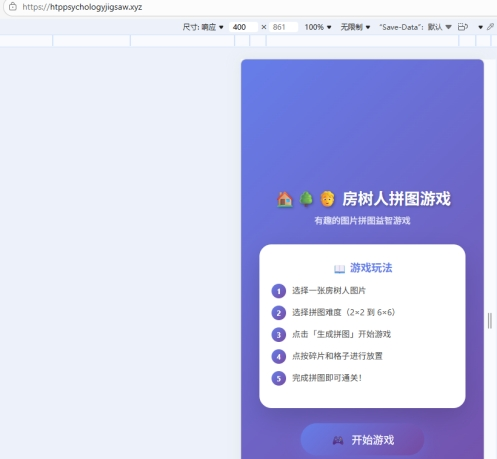 https://htppsychologyjigsaw.xyz
尺寸: 响应 ▼ 400 × 861 100% ▼ 无限制 ▼ "Save-Data": 默认 ▼
房树人拼图游戏
有趣的图片拼图益智游戏
游戏玩法
1 选择一张房树人图片
2 选择拼图难度（2×2 到 6×6）
3 点击「生成拼图」开始游戏
4 点按碎片和格子进行放置
5 完成拼图即可通关！
开始游戏